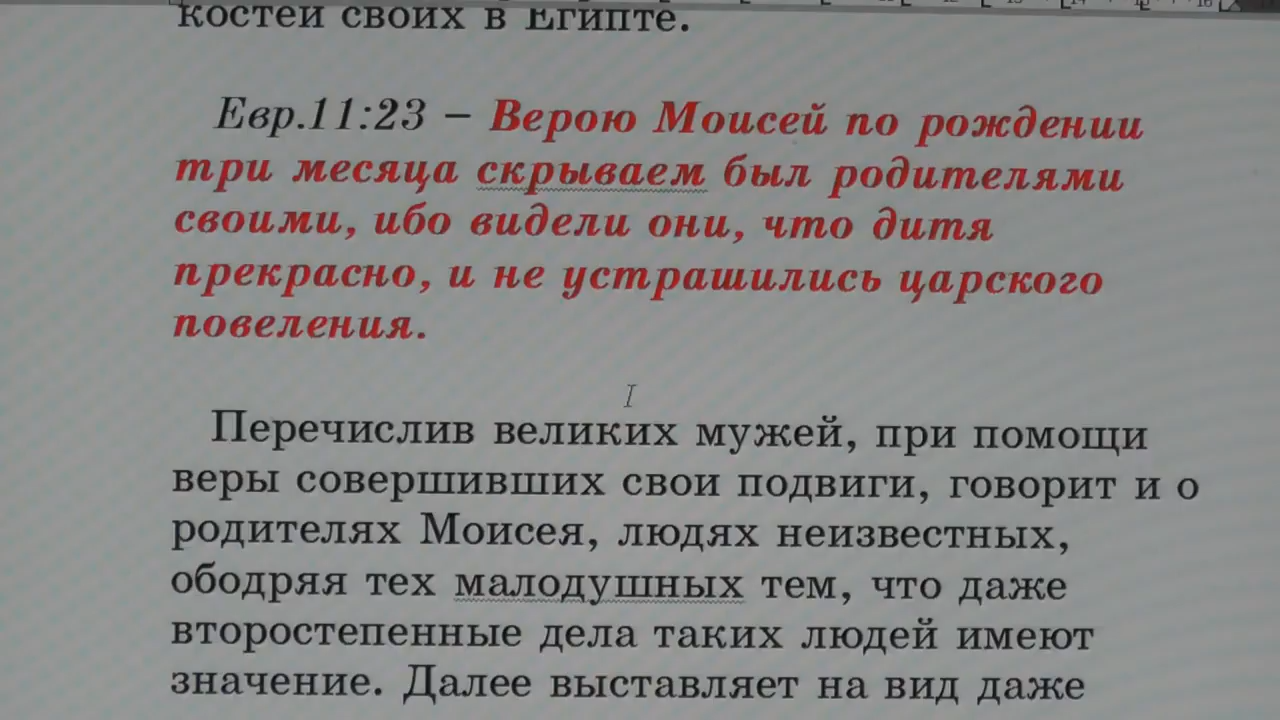 костей своих в Египте.
Евр.11:23 – Верою Моисей по рождении
три месяца скрываем был родителями
своими, ибо видели они, что дитя
прекрасно, и не устрашились царского
повеления.
Перечислив великих мужей, при помощи
веры совершивших свои подвиги, говорит и о
родителях Моисея, людях неизвестных,
ободряя тех малодушных тем, что даже
второстепенные дела таких людей имеют
значение. Далее выставляет на вид даже